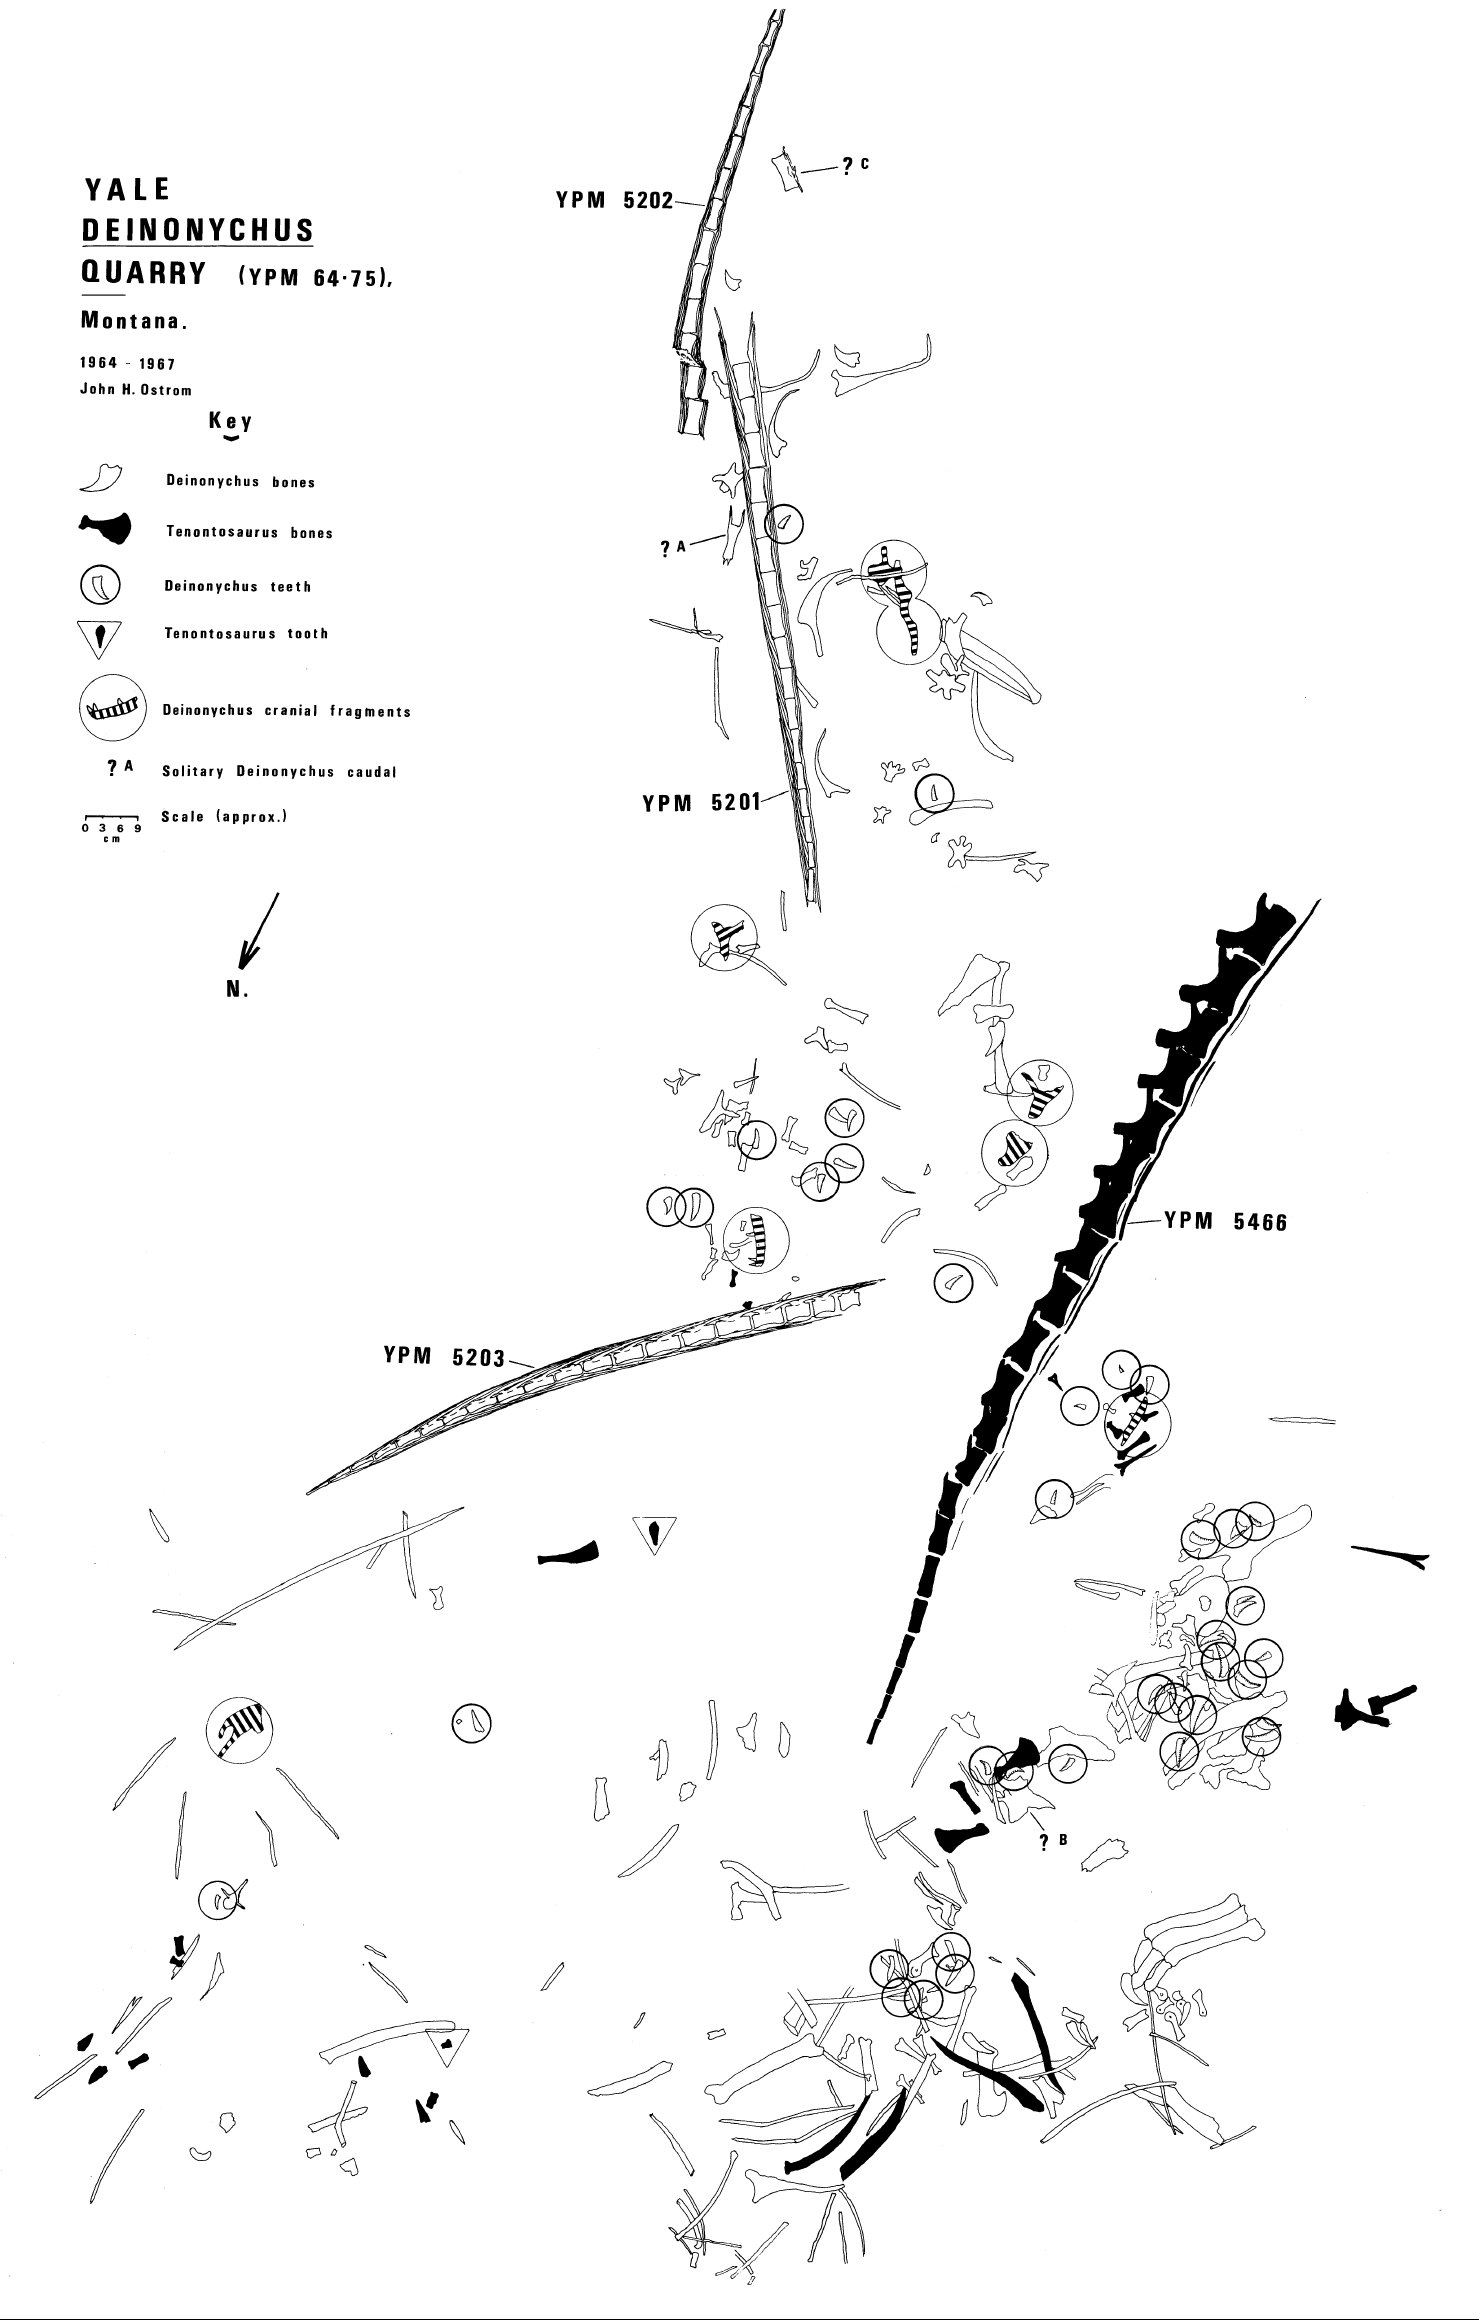 YALE
DEINONYCHUS
QUARRY (YPM 64·75),
Montana.
1964 - 1967
John H. Ostrom
Key
Deinonychus bones
Tenontosaurus bones
Deinonychus teeth
Tenontosaurus tooth
Deinonychus cranial fragments
? A Solitary Deinonychus caudal
Scale (approx.)
0 3 6 9
cm
N.
? C
YPM 5202
? A
YPM 5201
YPM 5466
YPM 5203
? B